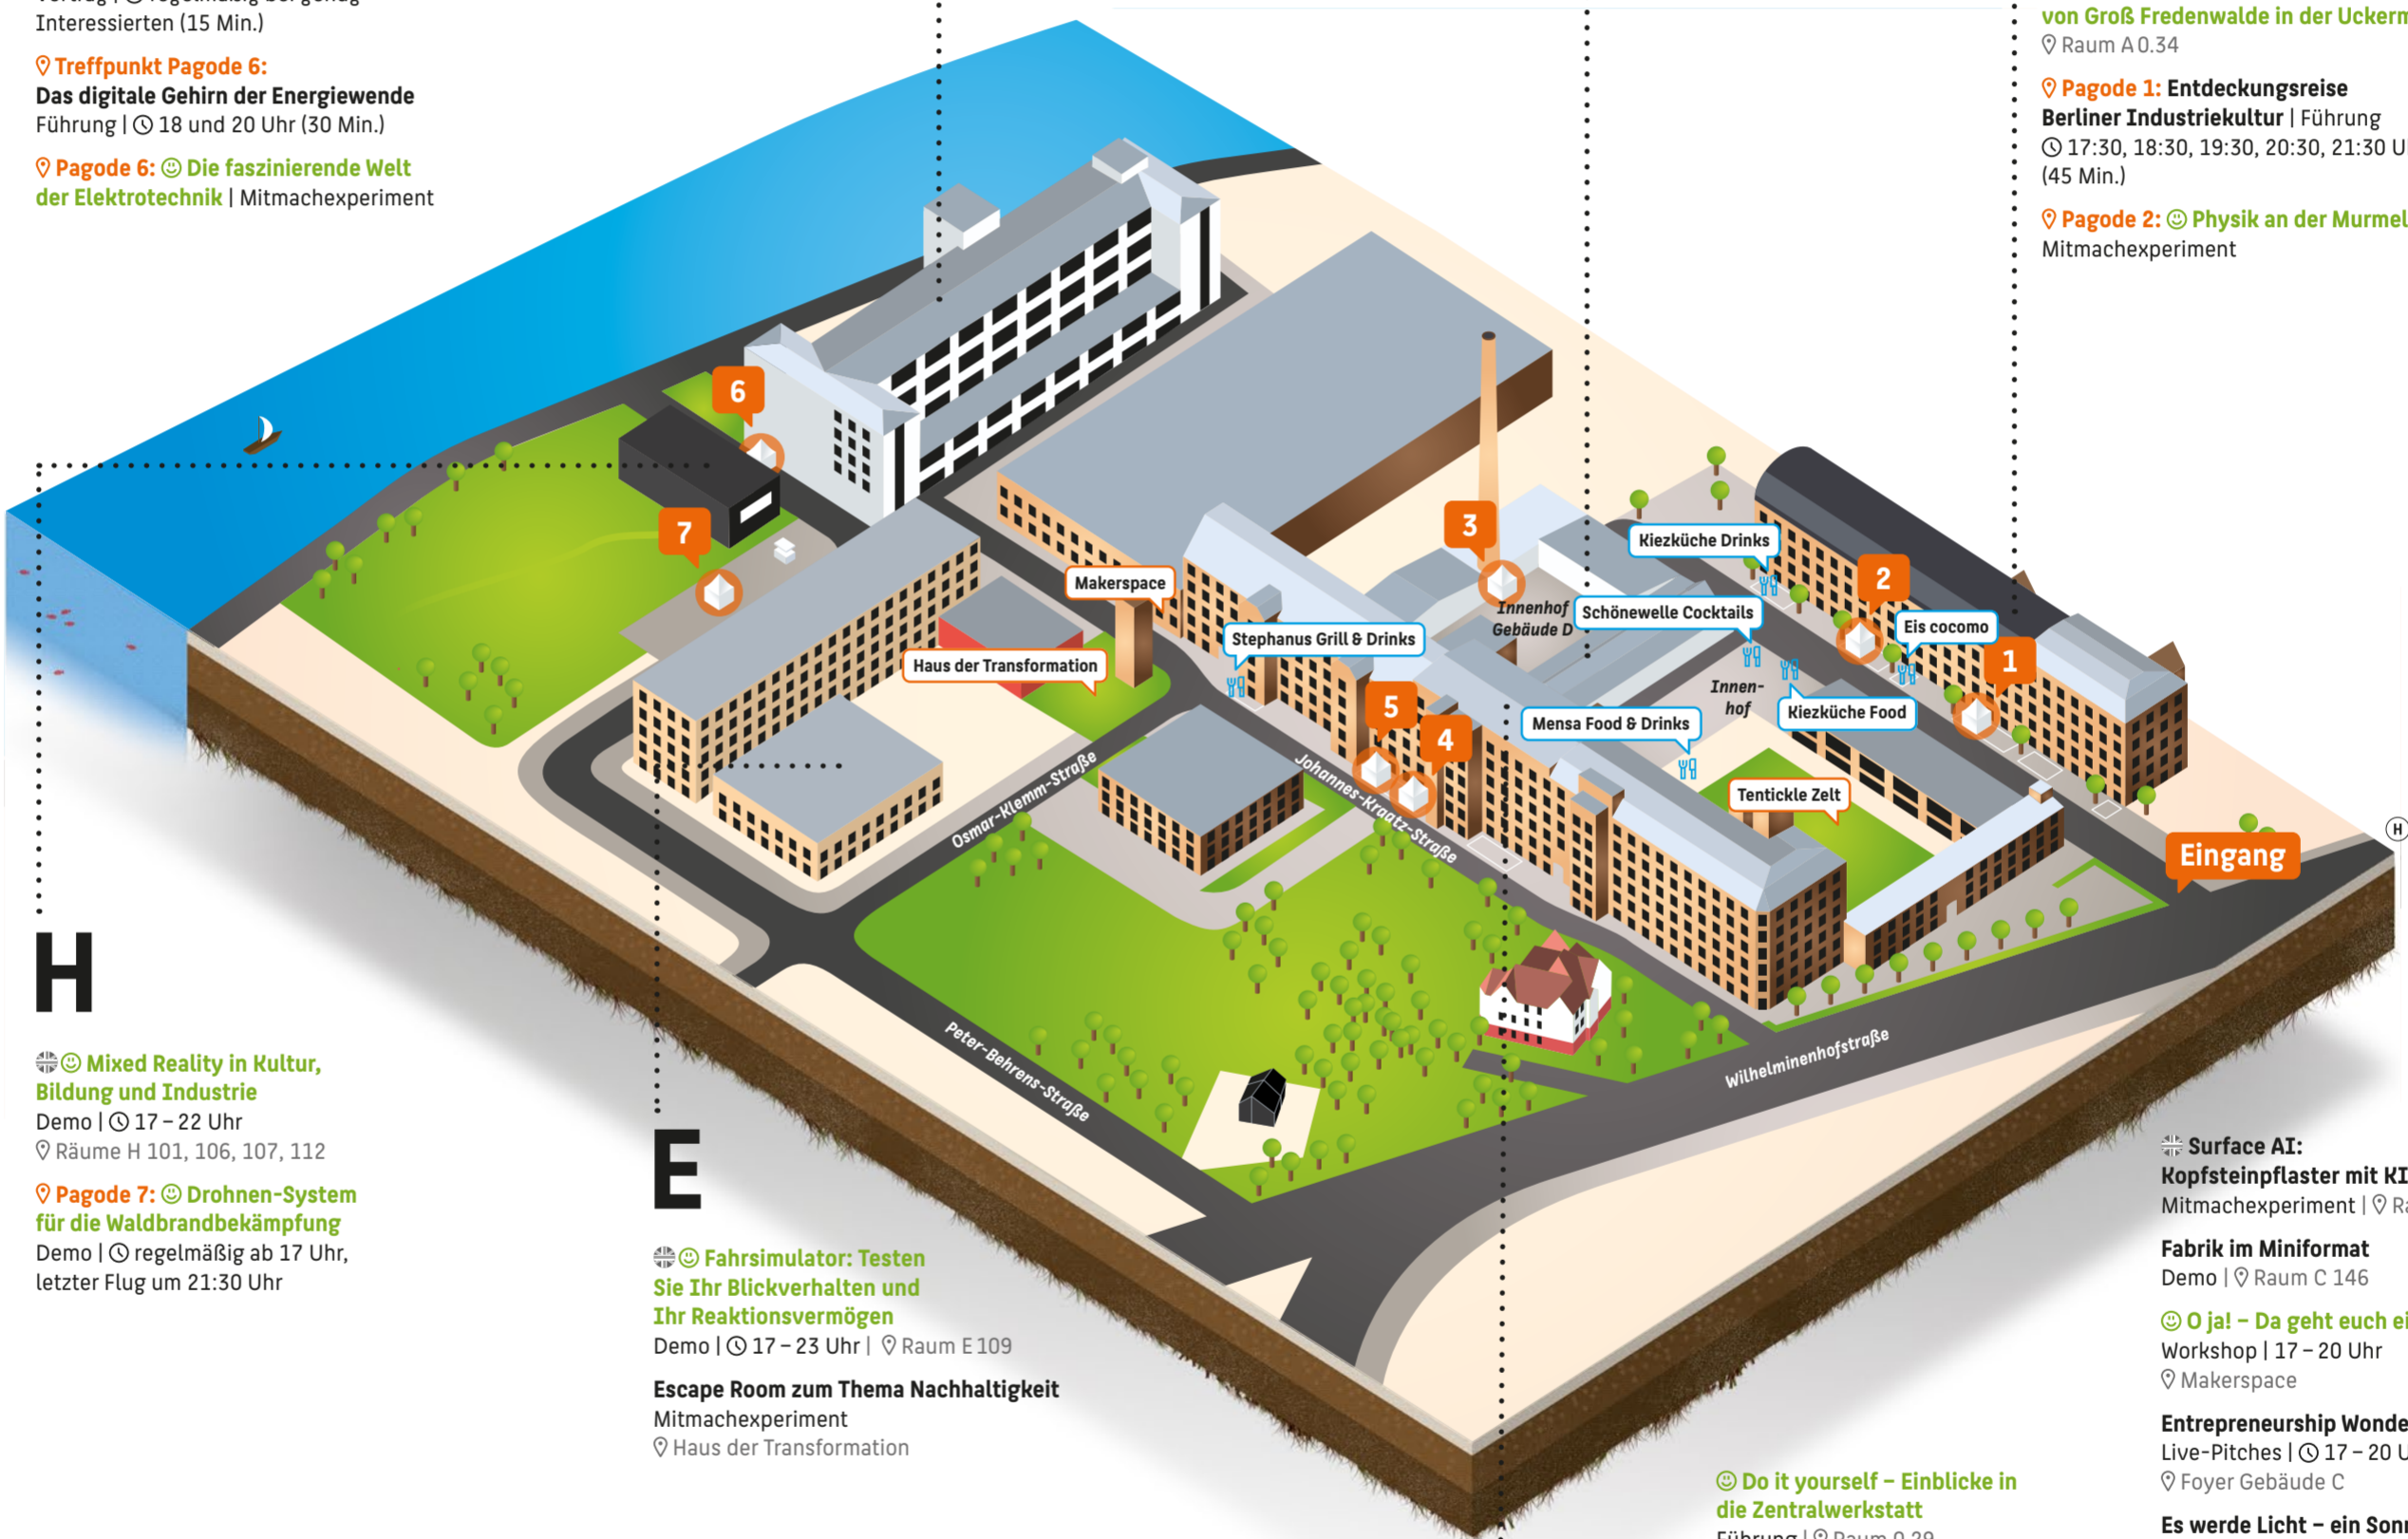 Interessierten (15 Min.)
Treffpunkt Pagode 6:
Das digitale Gehirn der Energiewende
Führung | 18 und 20 Uhr (30 Min.)
Pagode 6: Die faszinierende Welt
der Elektrotechnik | Mitmachexperiment
von Groß Fredenwalde in der
Raum A 0.34
Pagode 1: Entdeckungsreise
Berliner Industriekultur | Führung
17:30, 18:30, 19:30, 20:30, 21:30
(45 Min.)
Pagode 2: Physik an der
Mitmachexperiment
6
7
3
2
1
5
4
Makerspace
Haus der Transformation
Stephanus Grill & Drinks
Kiezküche Drinks
Innenhof
Gebäude D
Schönewelle Cocktails
Eis cocomo
Innen-
hof
Kiezküche Food
Mensa Food & Drinks
Tentickle Zelt
Eingang
H
Osmar-Klemm-Straße
Johannes-Kraatz-Straße
Peter-Behrens-Straße
Wilhelminenhofstraße
H
Mixed Reality in Kultur,
Bildung und Industrie
Demo | 17 – 22 Uhr
Räume H 101, 106, 107, 112
Pagode 7: Drohnen-System
für die Waldbrandbekämpfung
Demo | regelmäßig ab 17 Uhr,
letzter Flug um 21:30 Uhr
E
Fahrsimulator: Testen
Sie Ihr Blickverhalten und
Ihr Reaktionsvermögen
Demo | 17 – 23 Uhr | Raum E 109
Escape Room zum Thema Nachhaltigkeit
Mitmachexperiment
Haus der Transformation
Do it yourself – Einblicke in
die Zentralwerkstatt
Führung | Raum 0.29
Surface AI:
Kopfsteinpflaster mit KI
Mitmachexperiment |
Fabrik im Miniformat
Demo | Raum C 146
O ja! – Da geht euch
Workshop | 17 – 20 Uhr
Makerspace
Entrepreneurship
Live-Pitches | 17 – 20
Foyer Gebäude C
Es werde Licht – ein